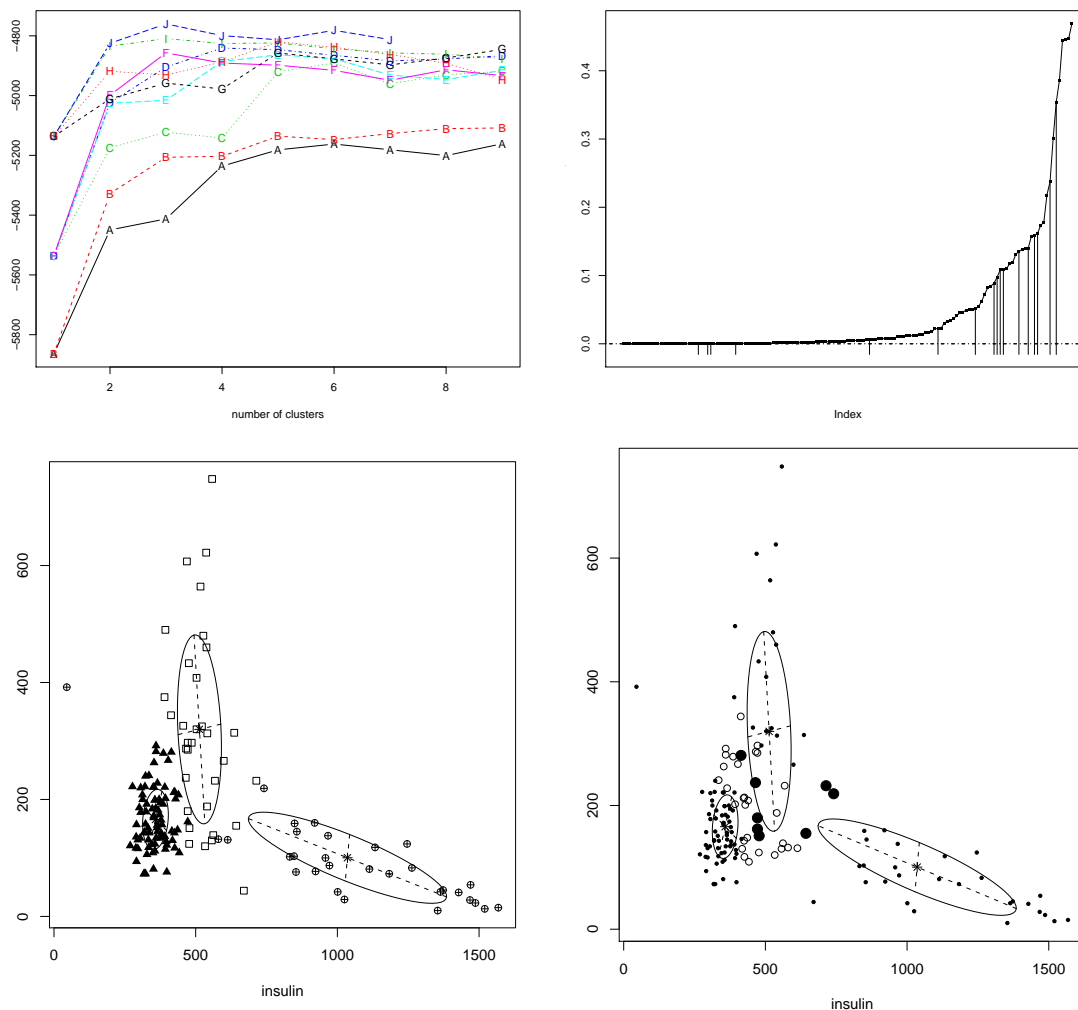 -4800
-5000
-5200
-5400
-5600
-5800
J J J J J J
I I I I I I I I
H H H H H H H H
G G G G G G G G
F F F F F F F F F
E E E
D D D D D D D D
C C C C C C C C
B B B B B B B B B
A A A A A A A A A
2 4 6 8
number of clusters
0.4
0.3
0.2
0.1
0.0
Index
600
400
200
0
0 500 1000 1500
insulin
600
400
200
0
0 500 1000 1500
insulin